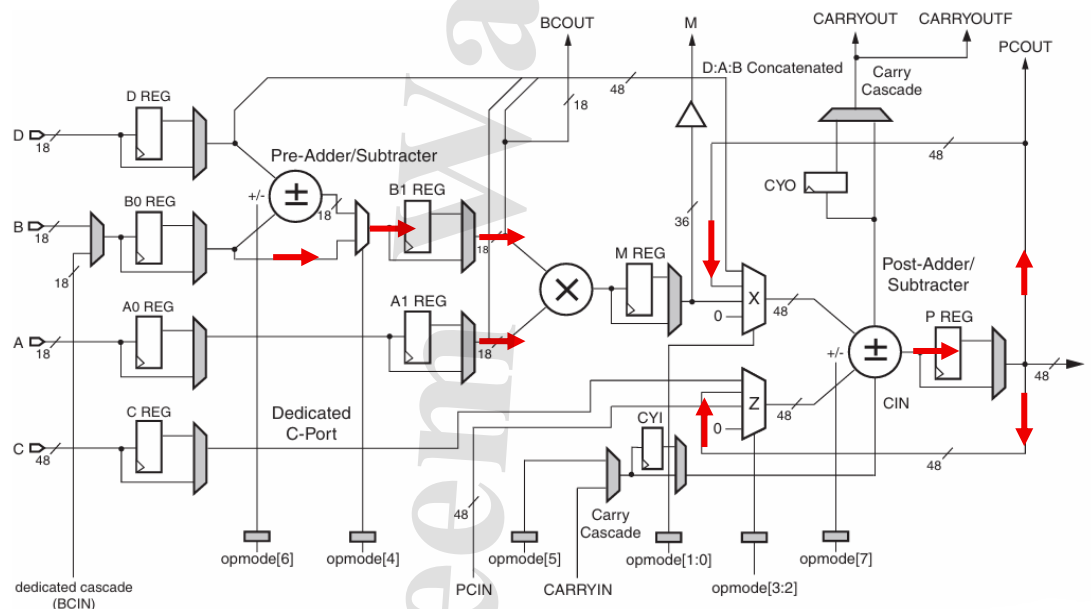 BCOUT
M
CARRYOUT
CARRYOUTF
PCOUT
D:A:B Concatenated
Carry
Cascade
48
18
48
D REG
D
18
Pre-Adder/Subtracter
+/-
±
18
B1 REG
18
CYO
36
B0 REG
B
18
18
M REG
Post-Adder/
Subtracter
×
X
0
48
A0 REG
A
18
A1 REG
18
+/-
±
P REG
48
CIN
C REG
C
48
Dedicated
C-Port
Z
0
48
CYI
48
48
Carry
Cascade
opmode[6]
opmode[4]
opmode[5]
opmode[1:0]
opmode[3:2]
opmode[7]
dedicated cascade
(BCIN)
PCIN
CARRYIN
em
wa